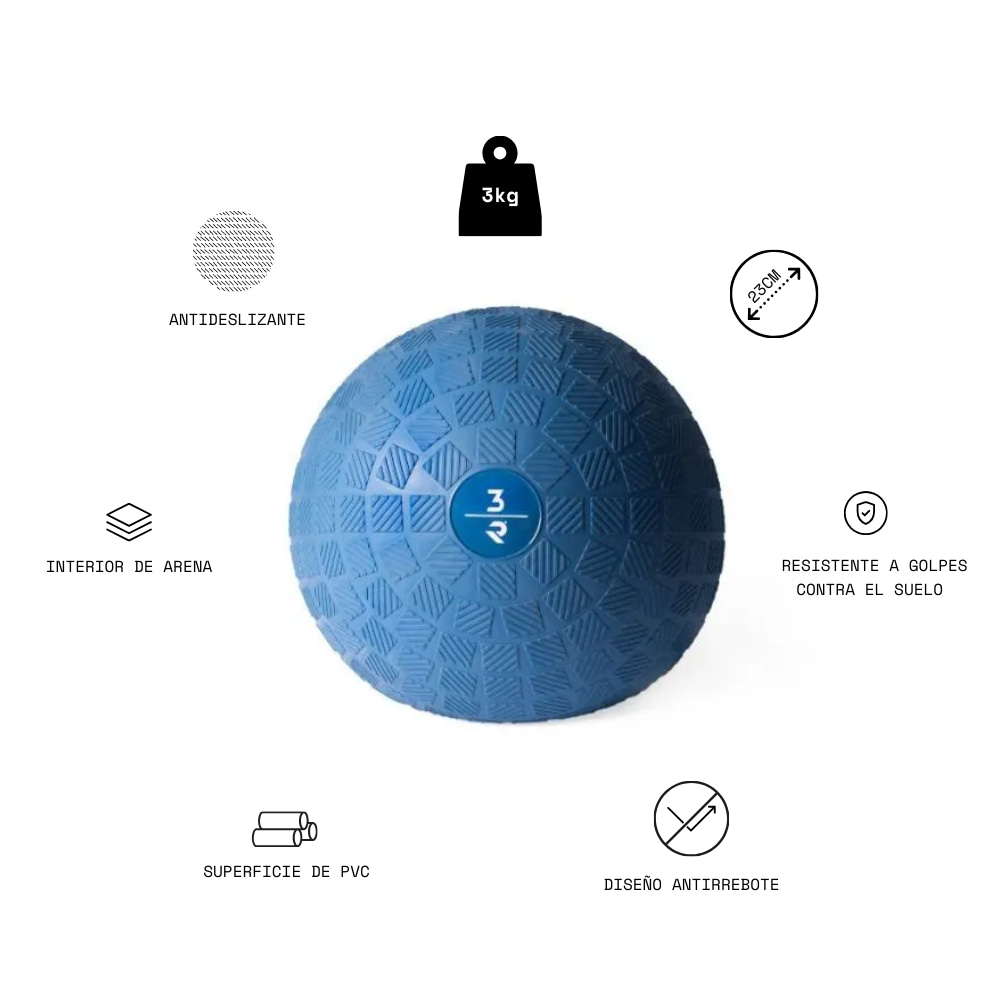 3kg
23CM
ANTIDESLIZANTE
3
R
INTERIOR DE ARENA
RESISTENTE A GOLPES
CONTRA EL SUELO
SUPERFICIE DE PVC
DISEÑO ANTIRREBOTE